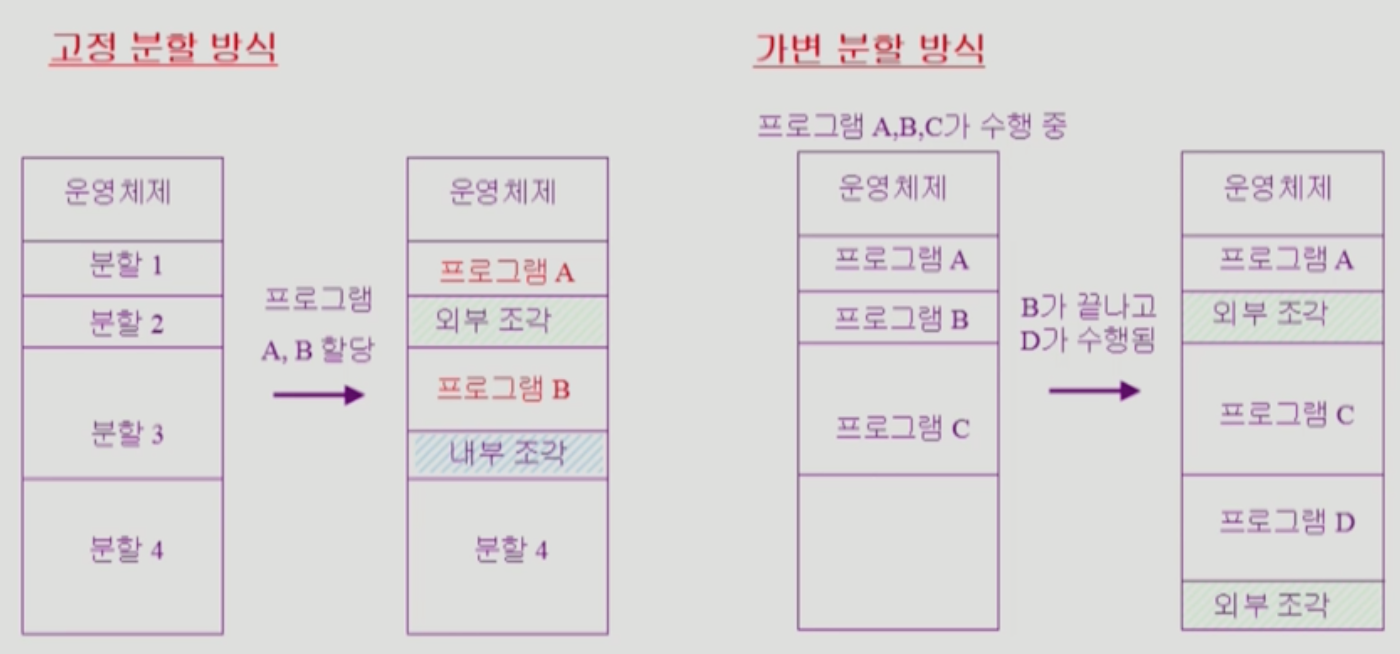 고정 분할 방식
운영체제
분할 1
분할 2
분할 3
분할 4
프로그램
A, B 할당
운영체제
프로그램 A
외부 조각
프로그램 B
내부 조각
분할 4
가변 분할 방식
프로그램 A,B,C가 수행 중
운영체제
프로그램 A
프로그램 B
프로그램 C
B가 끝나고
D가 수행됨
운영체제
프로그램 A
외부 조각
프로그램 C
프로그램 D
외부 조각